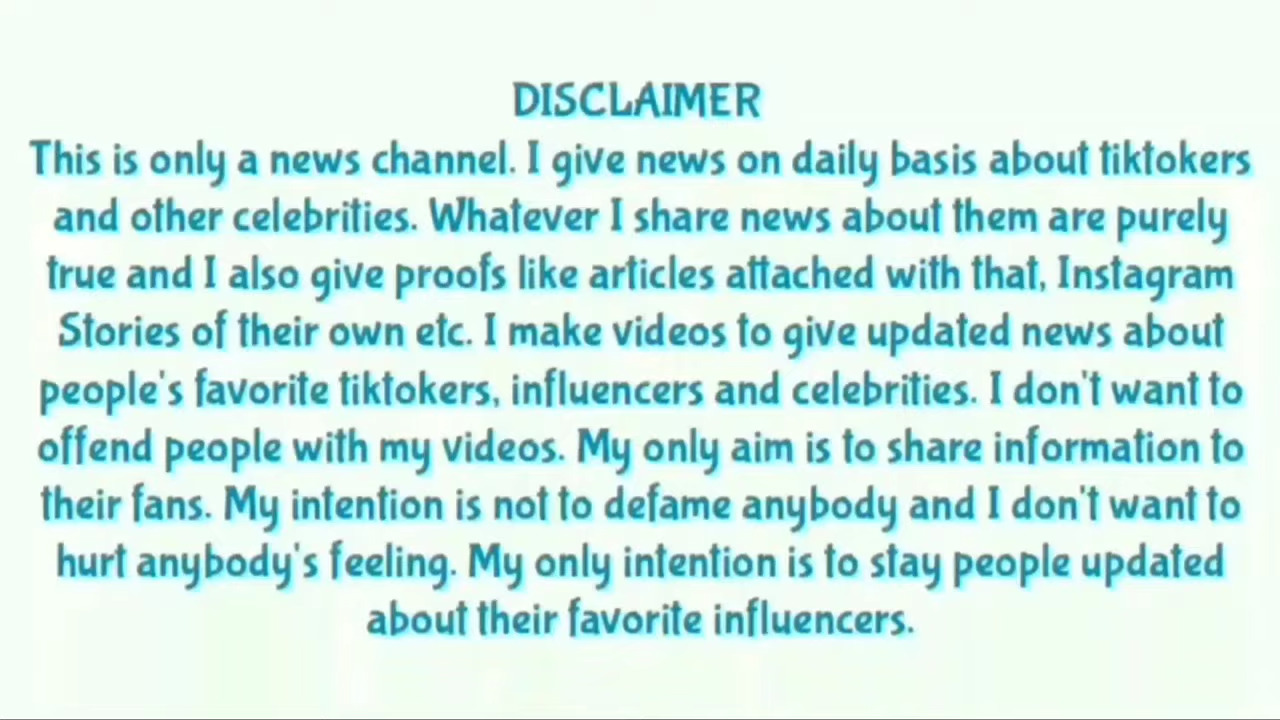 DISCLAIMER
This is only a news channel. I give news on daily basis about tiktokers
and other celebrities. Whatever I share news about them are purely
true and I also give proofs like articles attached with that, Instagram
Stories of their own etc. I make videos to give updated news about
people's favorite tiktokers, influencers and celebrities. I don't want to
offend people with my videos. My only aim is to share information to
their fans. My intention is not to defame anybody and I don't want to
hurt anybody's feeling. My only intention is to stay people updated
about their favorite influencers.